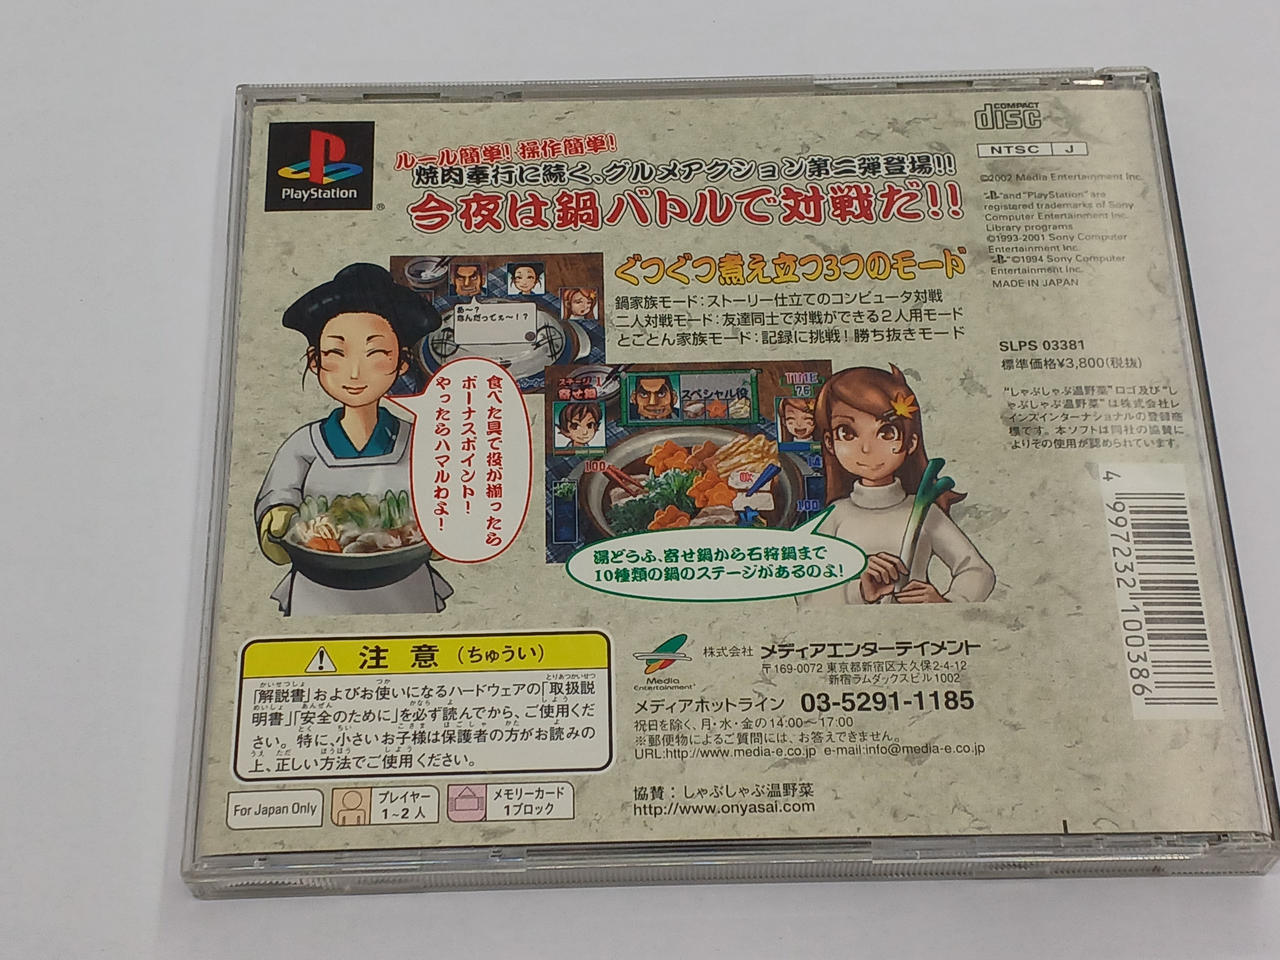 PlayStation
®
ルール簡単！操作簡単！
焼肉奉行に続く、グルメアクション第二弾登場!!
今夜は鍋バトルで対戦だ!!
COMPACT
disc
NTSC J
©2002 Media Entertainment Inc.
"PS" and "PlayStation" are
registered trademarks of Sony
Computer Entertainment Inc.
Library programs
©1993-2001 Sony Computer
Entertainment Inc.
"PS" ©1994 Sony Computer
Entertainment Inc.
MADE IN JAPAN
SLPS 03381
標準価格¥3,800(税抜)
"しゃぶしゃぶ温野菜"ロゴ及び"し
ゃぶしゃぶ温野菜"は株式会社レ
インズインターナショナルの登録商
標です。本ソフトは同社の協賛に
よりその使用が認められています。
ぐつぐつ煮え立つ3つのモード
鍋家族モード：ストーリー仕立てのコンピュータ対戦
二人対戦モード：友達同士で対戦ができる２人用モード
とことん家族モード：記録に挑戦！勝ち抜きモード
あ〜？
なんだってぇ〜！？
食べた具で役が揃ったら
ボーナスポイント！
やったらハマルわよ！
ステージ 1
寄せ鍋
スペシャル役
TIME
76
100
14
100
湯どうふ、寄せ鍋から石狩鍋まで
10種類の鍋のステージがあるのよ！
4 997232 100386
注意（ちゅうい）
「解説書」およびお使いになるハードウェアの「取扱説
明書」「安全のために」を必ず読んでから、ご使用くだ
さい。特に、小さいお子様は保護者の方がお読みの
上、正しい方法でご使用ください。
For Japan Only
プレイヤー
1～2人
メモリーカード
1ブロック
Media
Entertainment
株式会社 メディアエンターテイメント
〒169-0072 東京都新宿区大久保2-4-12
新宿ラムダックスビル 1002
メディアホットライン 03-5291-1185
祝日を除く、月・水・金の14:00〜17:00
※郵便物によるご質問には、お答えできません。
URL:http://www.media-e.co.jp e-mail:info@media-e.co.jp
協賛：しゃぶしゃぶ温野菜
http://www.onyasai.com